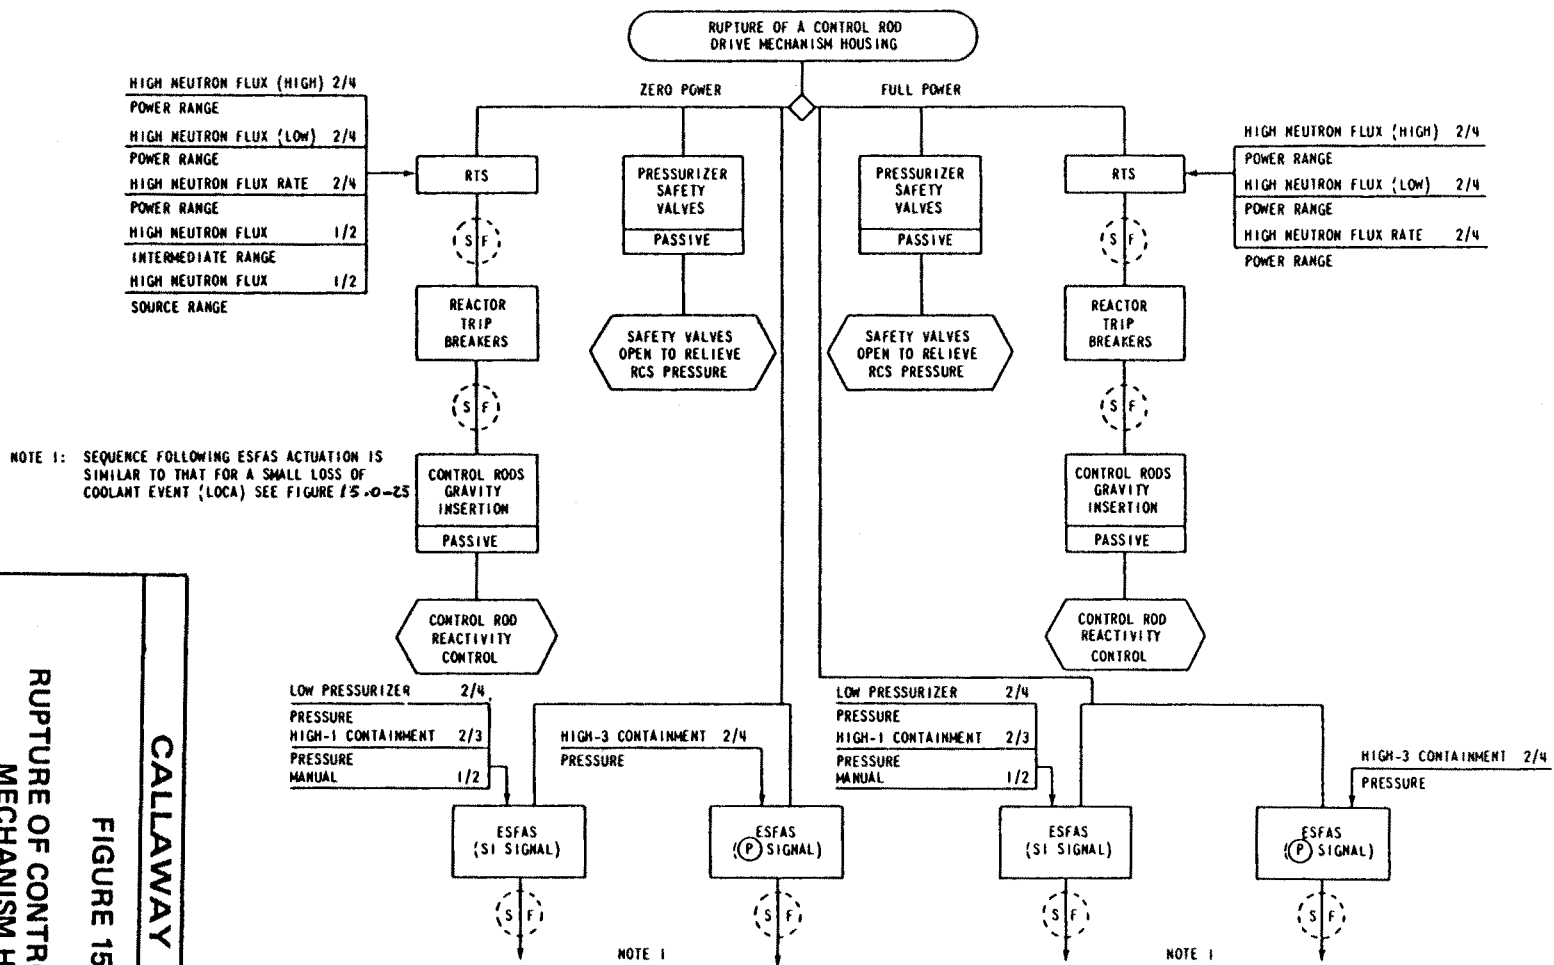 RUPTURE OF A CONTROL ROD
DRIVE MECHANISM HOUSING
ZERO POWER
FULL POWER
HIGH NEUTRON FLUX (HIGH) 2/4
POWER RANGE
HIGH NEUTRON FLUX (LOW) 2/4
POWER RANGE
HIGH NEUTRON FLUX RATE 2/4
POWER RANGE
HIGH NEUTRON FLUX 1/2
INTERMEDIATE RANGE
HIGH NEUTRON FLUX 1/2
SOURCE RANGE
RTS
S F
REACTOR
TRIP
BREAKERS
S F
CONTROL RODS
GRAVITY
INSERTION
PASSIVE
CONTROL ROD
REACTIVITY
CONTROL
PRESSURIZER
SAFETY
VALVES
PASSIVE
SAFETY VALVES
OPEN TO RELIEVE
RCS PRESSURE
PRESSURIZER
SAFETY
VALVES
PASSIVE
SAFETY VALVES
OPEN TO RELIEVE
RCS PRESSURE
HIGH NEUTRON FLUX (HIGH) 2/4
POWER RANGE
HIGH NEUTRON FLUX (LOW) 2/4
POWER RANGE
HIGH NEUTRON FLUX RATE 2/4
POWER RANGE
RTS
S F
REACTOR
TRIP
BREAKERS
S F
CONTROL RODS
GRAVITY
INSERTION
PASSIVE
CONTROL ROD
REACTIVITY
CONTROL
NOTE 1: SEQUENCE FOLLOWING ESFAS ACTUATION IS
SIMILAR TO THAT FOR A SMALL LOSS OF
COOLANT EVENT (LOCA) SEE FIGURE 15.0-25
LOW PRESSURIZER 2/4
PRESSURE
HIGH-1 CONTAINMENT 2/3
PRESSURE
MANUAL 1/2
ESFAS
(SI SIGNAL)
S F
HIGH-3 CONTAINMENT 2/4
PRESSURE
ESFAS
(P SIGNAL)
S F
NOTE 1
LOW PRESSURIZER 2/4
PRESSURE
HIGH-1 CONTAINMENT 2/3
PRESSURE
MANUAL 1/2
ESFAS
(SI SIGNAL)
S F
HIGH-3 CONTAINMENT 2/4
PRESSURE
ESFAS
(P SIGNAL)
S F
NOTE 1
CALLAWAY
FIGURE 15
RUPTURE OF CONTR
MECHANISM H